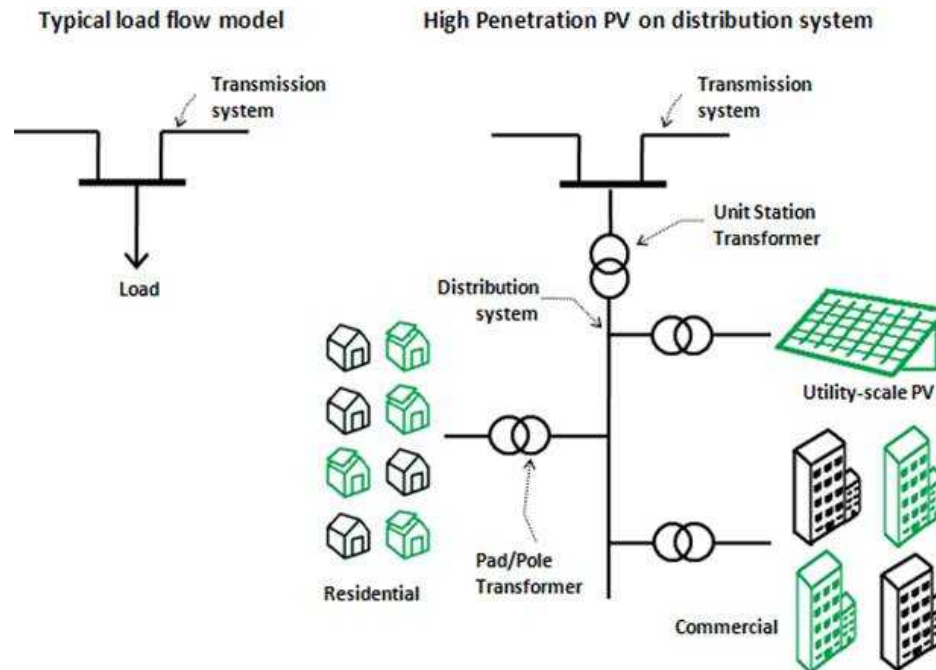 Typical load flow model
High Penetration PV on distribution system
Transmission
system
Load
Transmission
system
Unit Station
Transformer
Distribution
system
Utility-scale PV
Pad/Pole
Transformer
Residential
Commercial